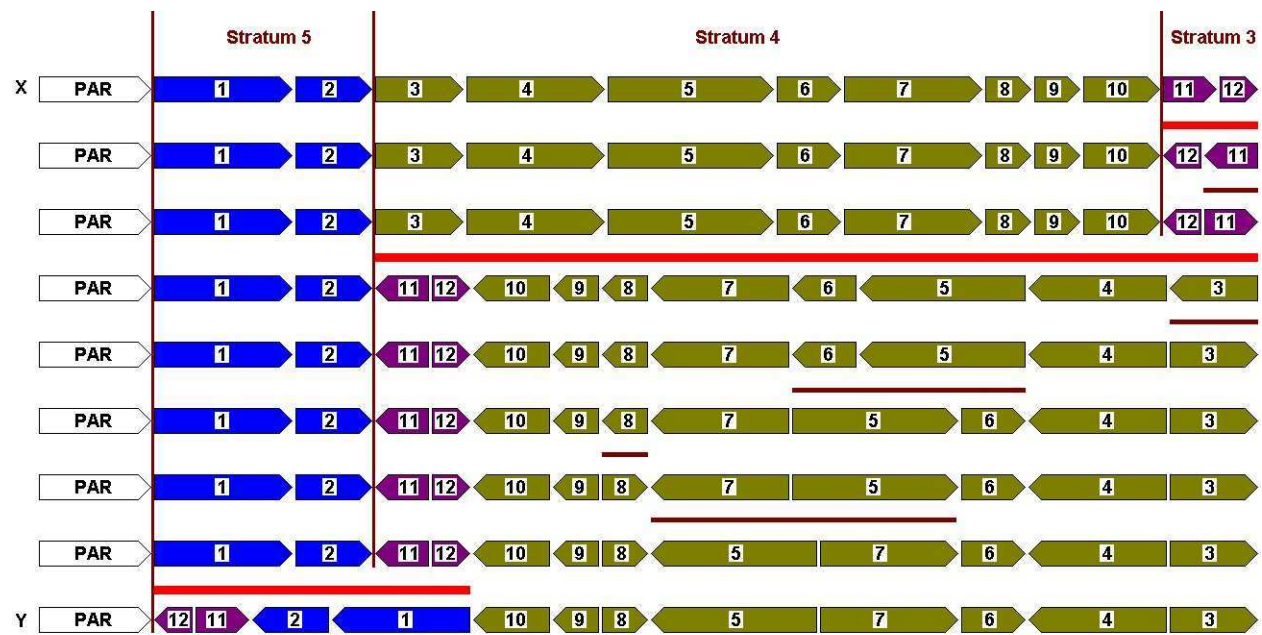 Stratum 5 Stratum 4 Stratum 3
X PAR 1 2 3 4 5 6 7 8 9 10 11 12
PAR 1 2 3 4 5 6 7 8 9 10 12 11
PAR 1 2 3 4 5 6 7 8 9 10 12 11
PAR 1 2 11 12 10 9 8 7 6 5 4 3
PAR 1 2 11 12 10 9 8 7 6 5 4 3
PAR 1 2 11 12 10 9 8 7 5 6 4 3
PAR 1 2 11 12 10 9 8 7 5 6 4 3
PAR 1 2 11 12 10 9 8 5 7 6 4 3
Y PAR 12 11 2 1 10 9 8 5 7 6 4 3